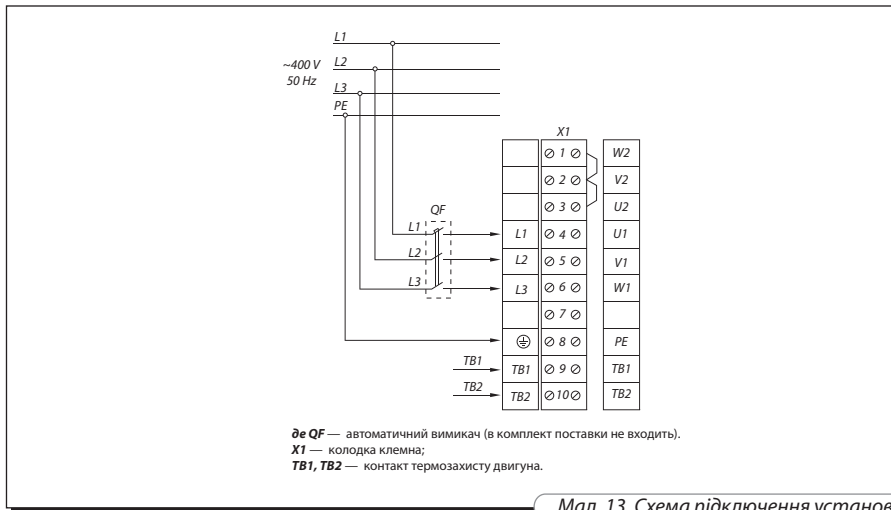 L1
~400 V L2
50 Hz
L3
PE
X1
1 W2
2 V2
QF 3 U2
L1 L1 4 U1
L2 L2 5 V1
L3 L3 6 W1
7
8 PE
TB1 TB1 9 TB1
TB2 TB2 10 TB2
де QF — автоматичний вимикач (в комплект поставки не входить).
X1 — колодка клемна;
TB1, TB2 — контакт термозахисту двигуна.
Мал. 13. Схема підключення установ